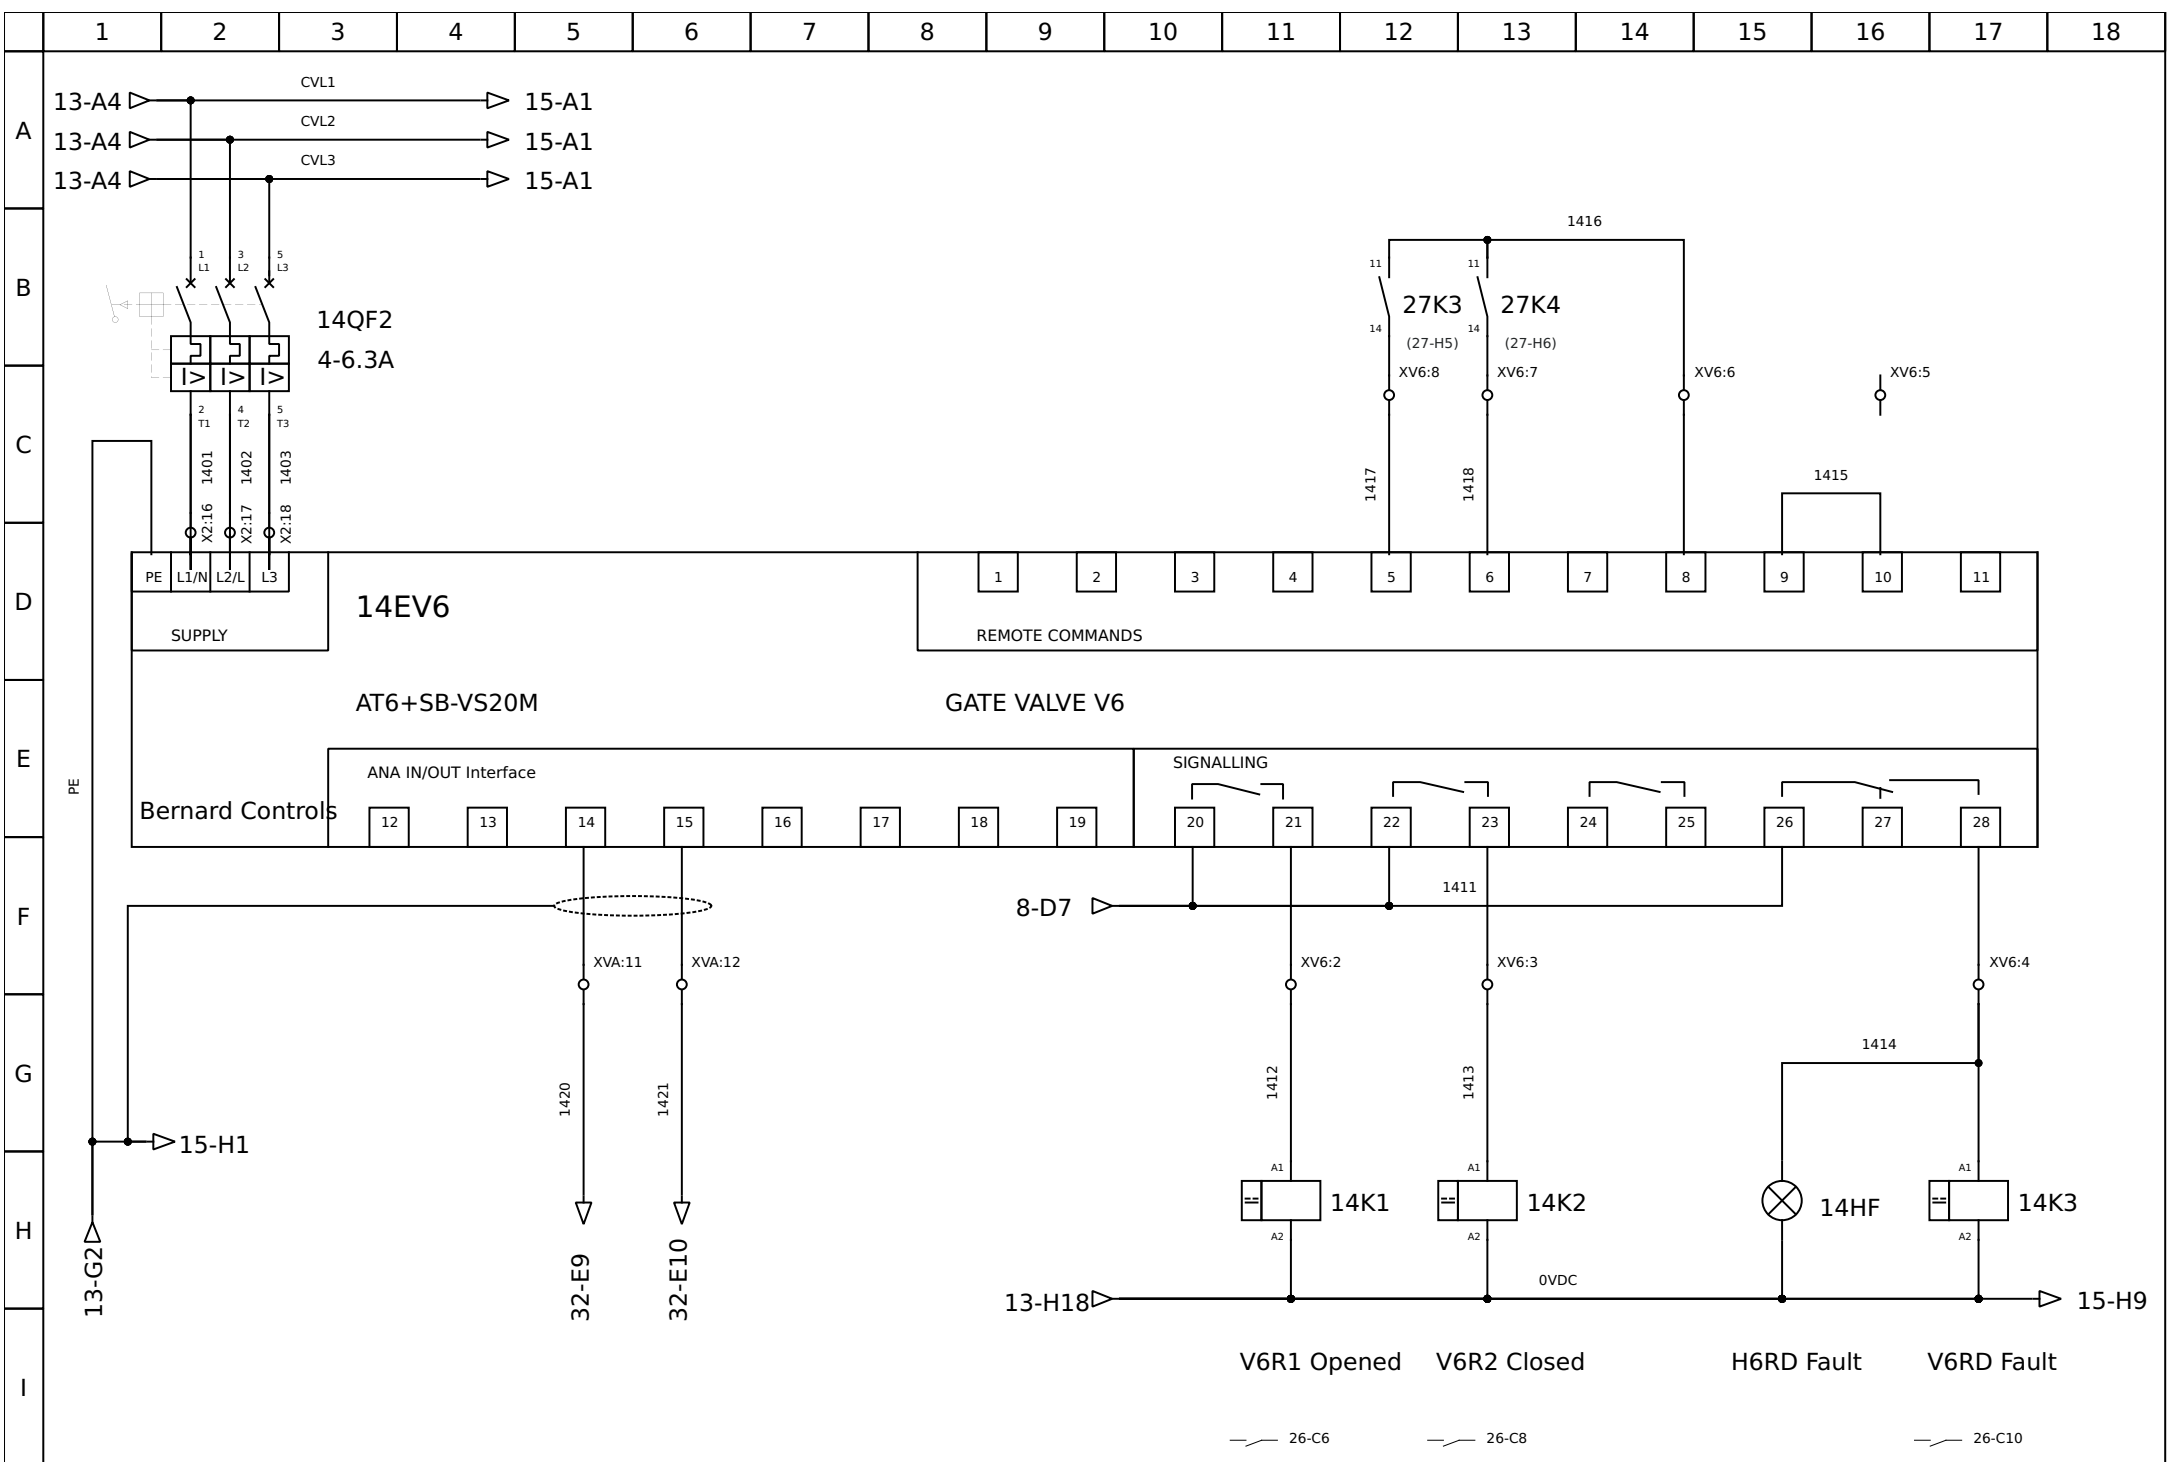 1 2 3 4 5 6 7 8 9 10 11 12 13 14 15 16 17 18
A
B
C
D
E
F
G
H
I
CVL1
13-A4 15-A1
CVL2
13-A4 15-A1
CVL3
13-A4 15-A1
1416
1 3 5
L1 L2 L3
11 11
27K3 27K4
14QF2
14 14
(27-H5) (27-H6)
4-6.3A
I> I> I>
XV6:8 XV6:7 XV6:6 XV6:5
2 4 5
T1 T2 T3
1401 1402 1403
1417 1418
1415
X2:16 X2:17 X2:18
PE L1/N L2/L L3
1 2 3 4 5 6 7 8 9 10 11
14EV6
SUPPLY
REMOTE COMMANDS
AT6+SB-VS20M
GATE VALVE V6
SIGNALLING
ANA IN/OUT Interface
PE
Bernard Controls
12 13 14 15 16 17 18 19 20 21 22 23 24 25 26 27 28
1411
8-D7
XVA:11 XVA:12 XV6:2 XV6:3 XV6:4
1414
1420 1421 1412 1413
15-H1
A1 A1 A1
14K1 14K2 14HF 14K3
A2 A2 A2
13-G2
32-E9 32-E10
0VDC
13-H18 15-H9
V6R1 Opened V6R2 Closed H6RD Fault V6RD Fault
26-C6 26-C8 26-C10